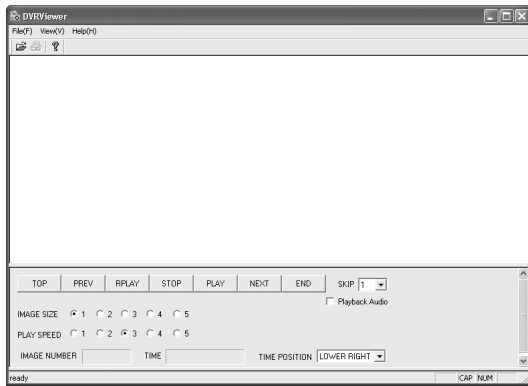 DVRViewer
File(F) View(V) Help(H)
TOP PREV RPLAY STOP PLAY NEXT END SKIP 1
Playback Audio
IMAGE SIZE 1 2 3 4 5
PLAY SPEED 1 2 3 4 5
IMAGE NUMBER TIME TIME POSITION LOWER RIGHT
ready CAP NUM